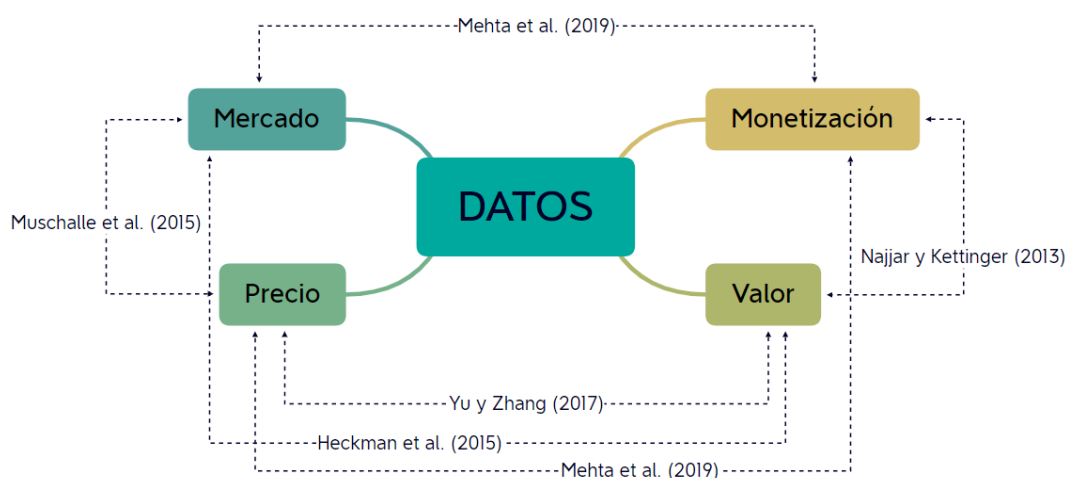 Mehta et al. (2019)
Mercado
Monetización
DATOS
Muschalle et al. (2015)
Najjar y Kettinger (2013)
Precio
Valor
Yu y Zhang (2017)
Heckman et al. (2015)
Mehta et al. (2019)